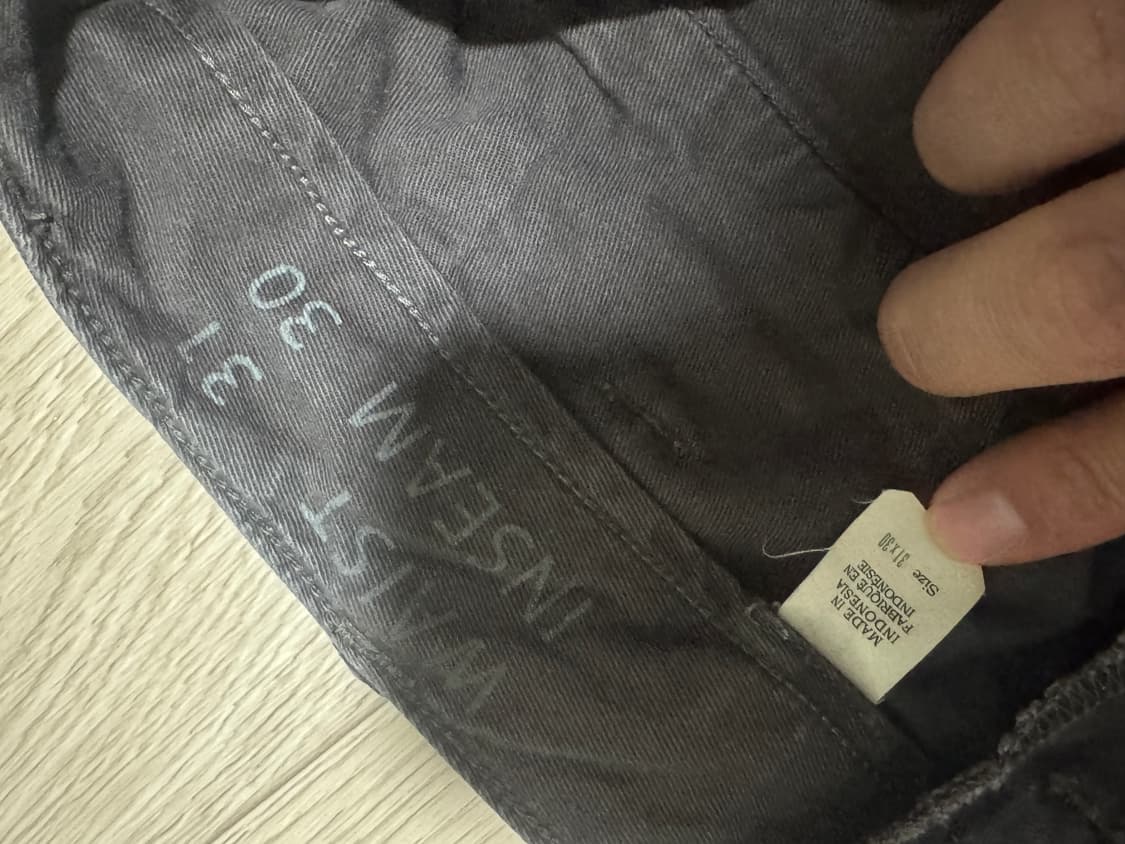 WAIST 31
INSEAM 30
MADE IN
INDONESIA
FABRIQUÉ EN
INDONÉSIE
Size 31x30